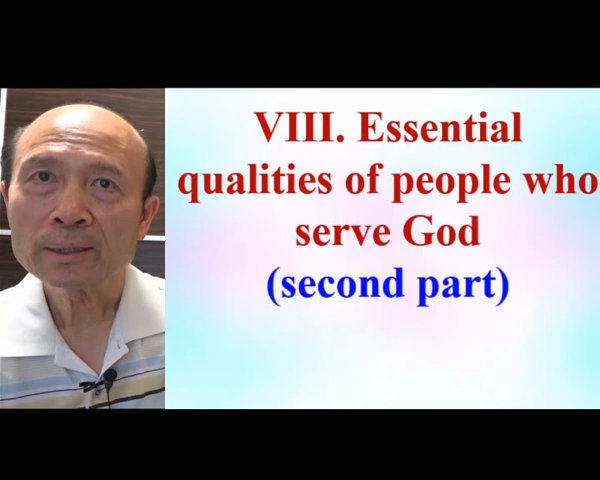 VIII. Essential
qualities of people who
serve God
(second part)